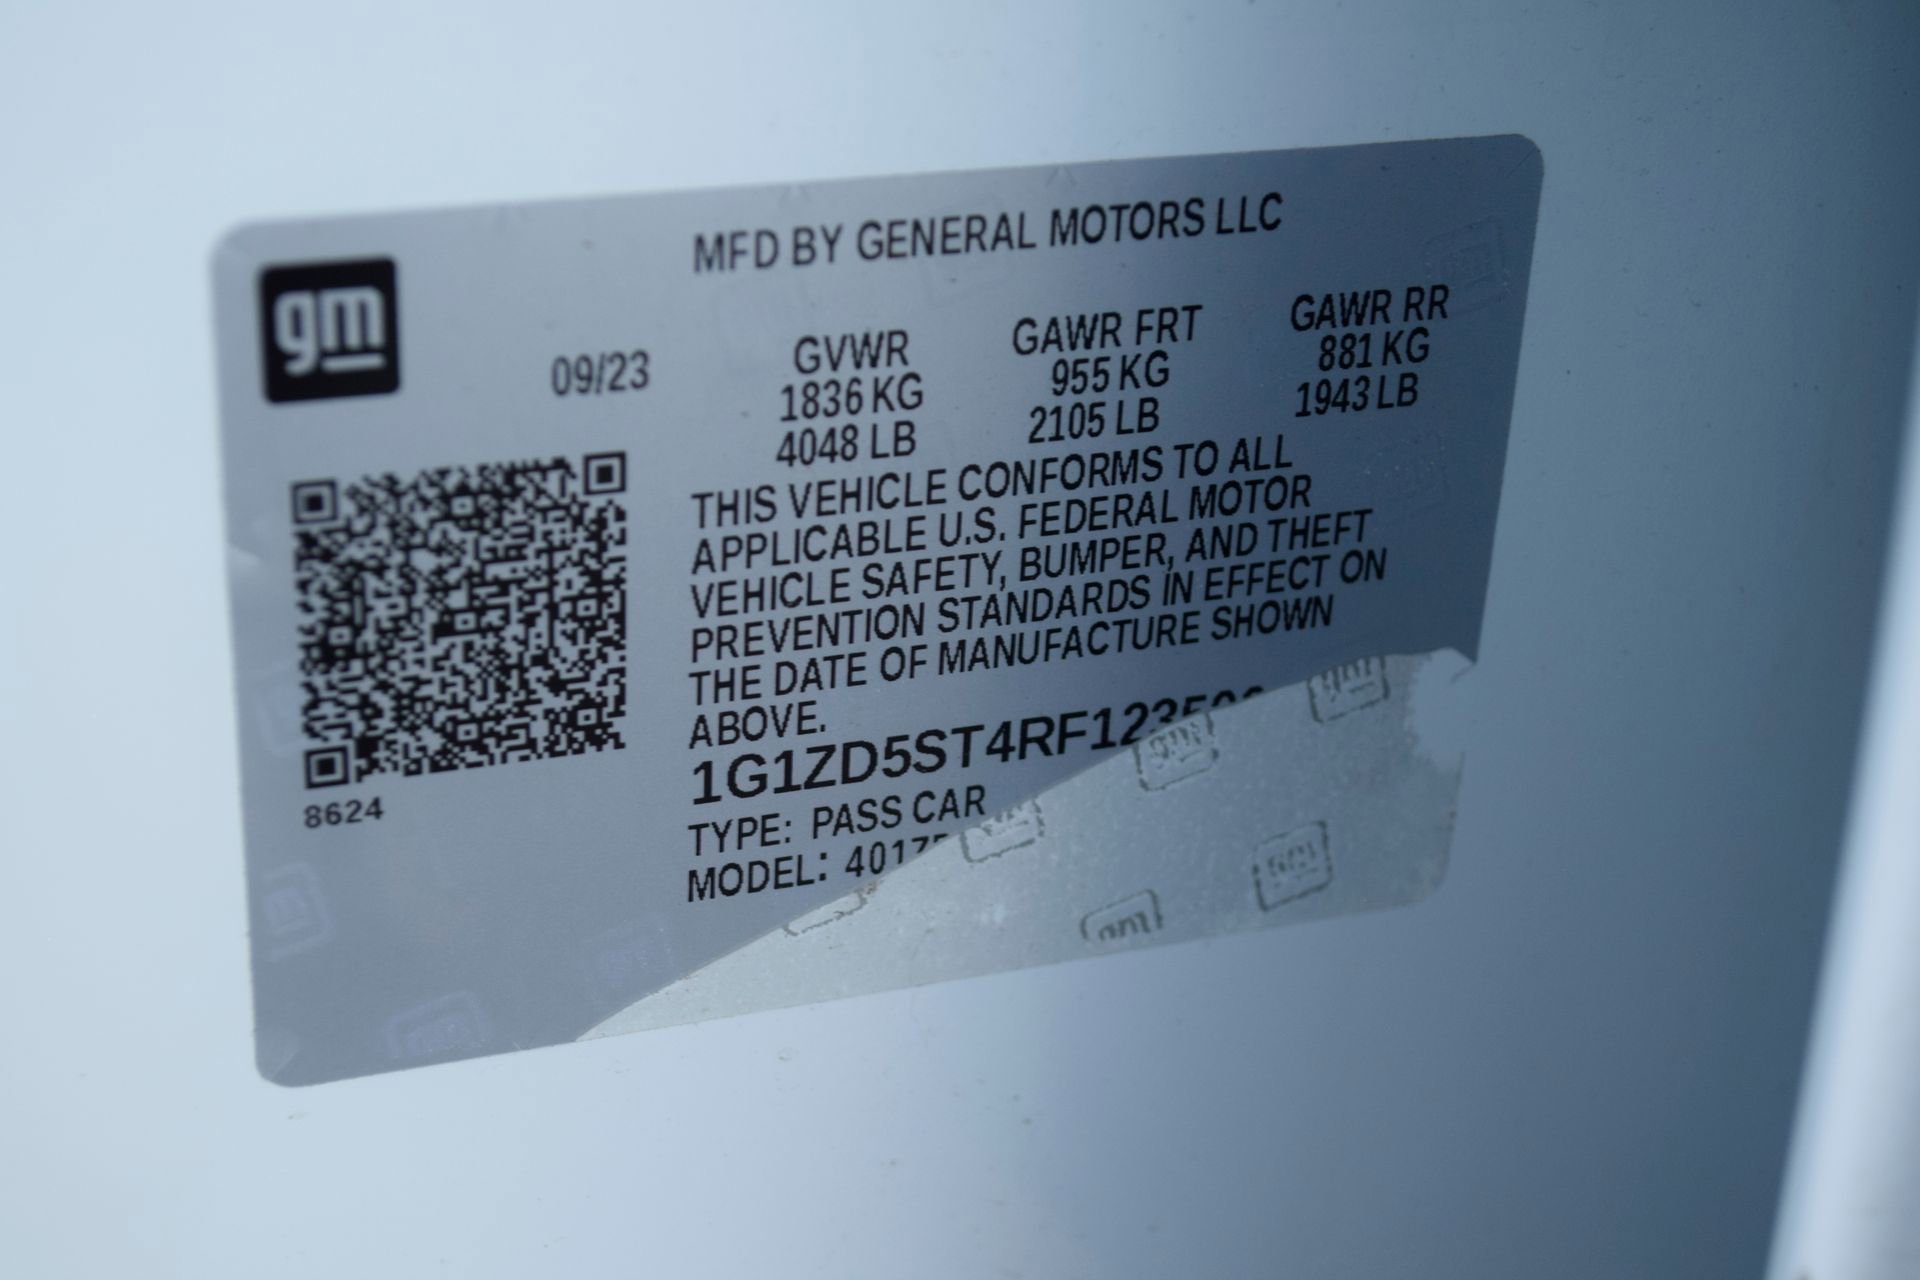 MFD BY GENERAL MOTORS LLC
gm
09/23
GVWR GAWR FRT GAWR RR
1836 KG 955 KG 881 KG
4048 LB 2105 LB 1943 LB
THIS VEHICLE CONFORMS TO ALL
APPLICABLE U.S. FEDERAL MOTOR
VEHICLE SAFETY, BUMPER, AND THEFT
PREVENTION STANDARDS IN EFFECT ON
THE DATE OF MANUFACTURE SHOWN
ABOVE.
8624
TYPE: PASS CAR
MODEL: